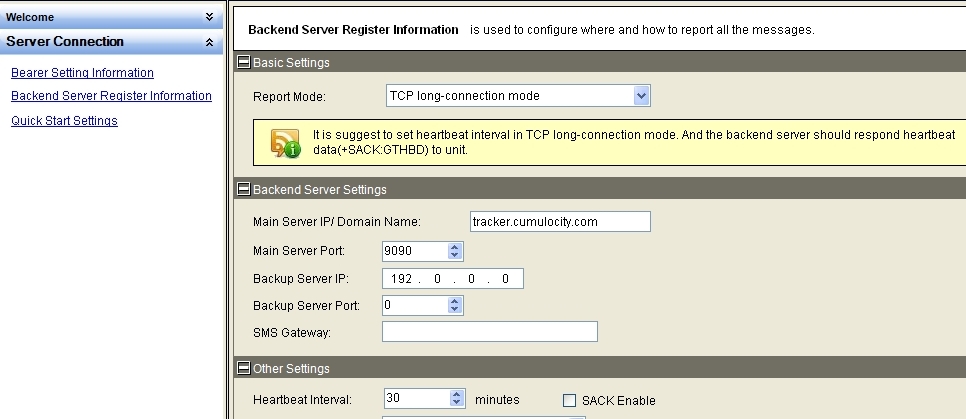 Welcome
Server Connection
Bearer Setting Information
Backend Server Register Information
Quick Start Settings
Backend Server Register Information is used to configure where and how to report all the messages.
Basic Settings
Report Mode: TCP long-connection mode
It is suggest to set heartbeat interval in TCP long-connection mode. And the backend server should respond heartbeat
data(+SACK:GTHBD) to unit.
Backend Server Settings
Main Server IP/ Domain Name: tracker.cumulocity.com
Main Server Port: 9090
Backup Server IP: 192 . 0 . 0 . 0
Backup Server Port: 0
SMS Gateway:
Other Settings
Heartbeat Interval: 30 minutes SACK Enable